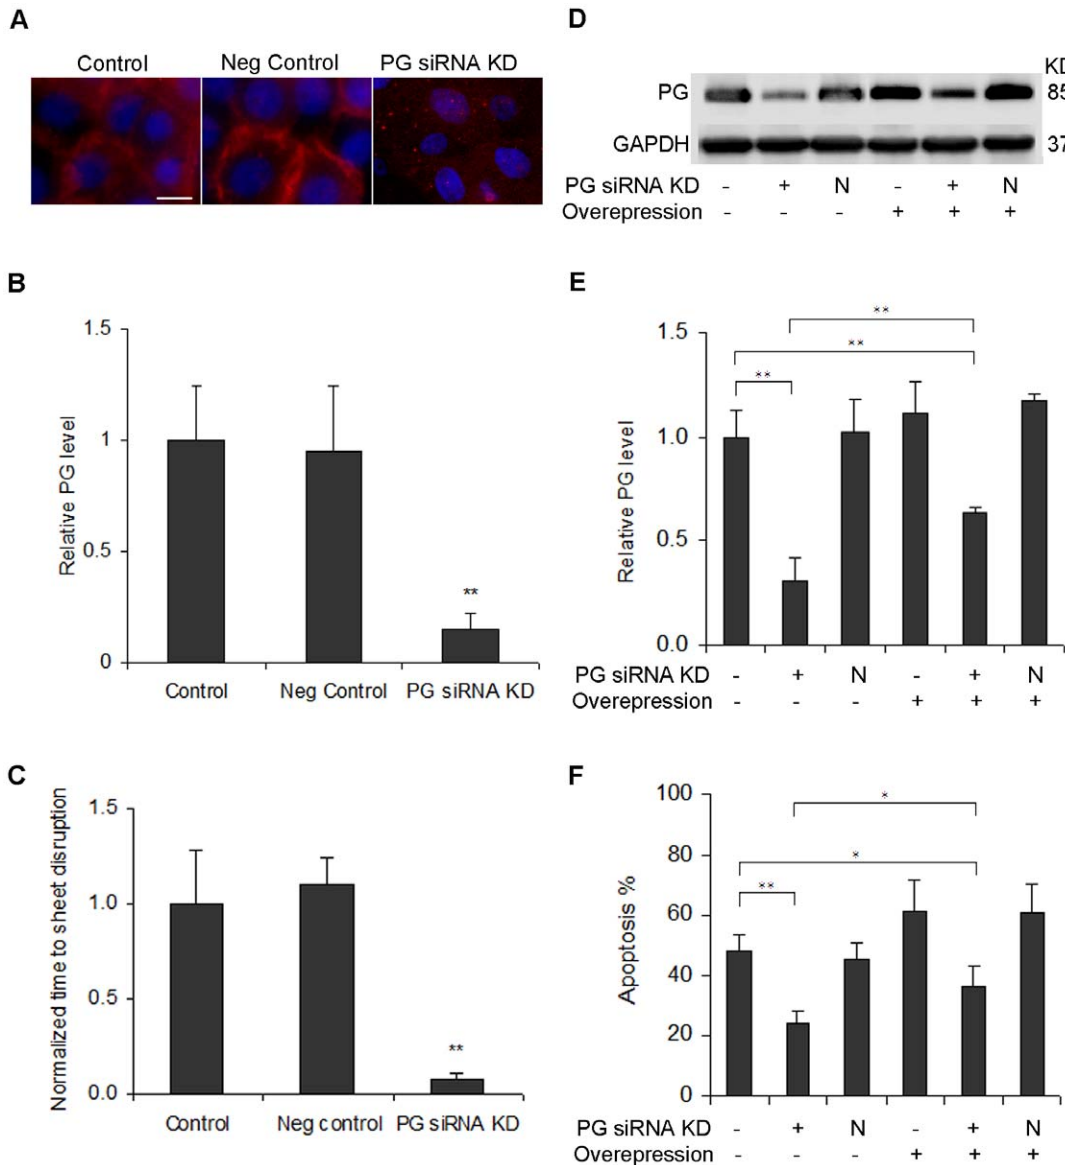 A
Control Neg Control PG siRNA KD
B
1.5
1
0.5
0
Relative PG level
**
Control Neg Control PG siRNA KD
C
1.5
1.0
0.5
0.0
Normalized time to sheet disruption
**
Control Neg control PG siRNA KD
D
KD
PG 85
GAPDH 37
PG siRNA KD - + N - + N
Overepression - - - + + +
E
1.5
1.0
0.5
0.0
Relative PG level
**
**
**
PG siRNA KD - + N - + N
Overepression - - - + + +
F
100
80
60
40
20
0
Apoptosis %
*
*
**
PG siRNA KD - + N - + N
Overepression - - - + + +